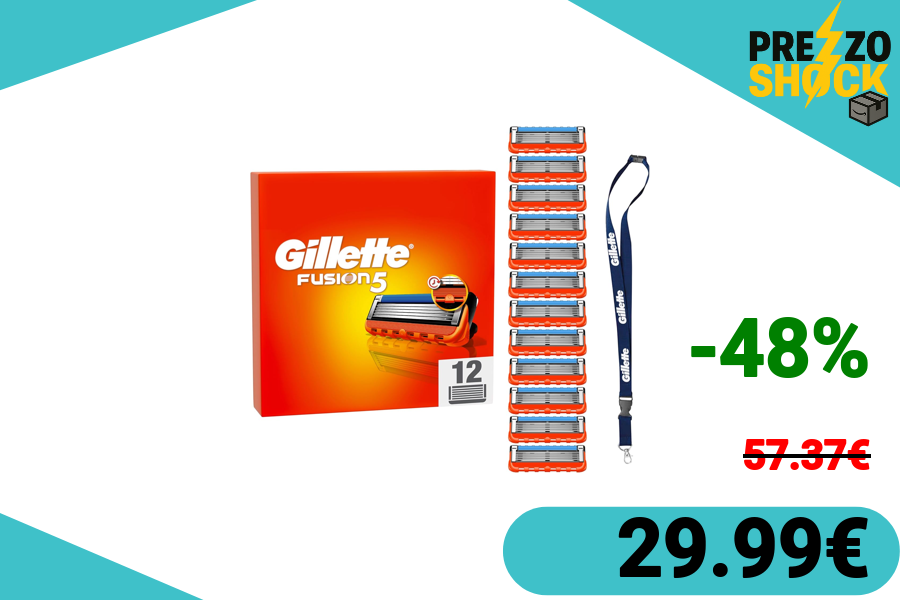 PREZZO
SHOCK
Gillette®
FUSION5
12
Gillette
Gillette
Gillette
-48%
57.37€
29.99€